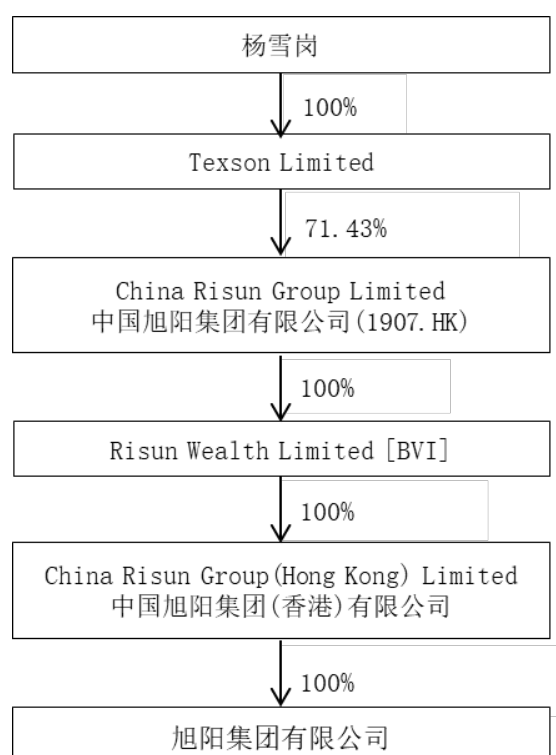 杨雪岗
100%
Texson Limited
71.43%
China Risun Group Limited
中国旭阳集团有限公司(1907.HK)
100%
Risun Wealth Limited [BVI]
100%
China Risun Group(Hong Kong) Limited
中国旭阳集团(香港)有限公司
100%
旭阳集团有限公司